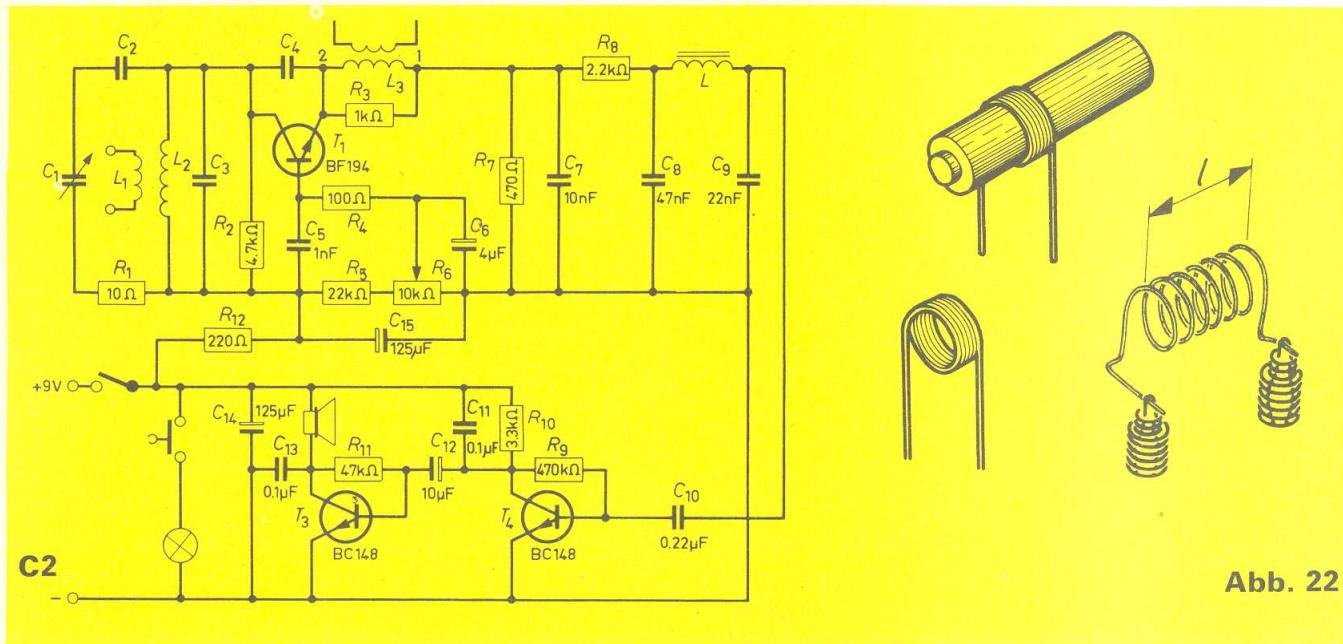 C2
C4
2
1
L3
R3
1kΩ
T1
BF194
C1
L1
L2
C3
R2
4.7kΩ
R1
10Ω
C5
1nF
100Ω
R4
C6
4µF
R5
22kΩ
R6
10kΩ
R7
470Ω
C7
10nF
R8
2.2kΩ
L
C8
47nF
C9
22nF
R12
220Ω
C15
125µF
+9V
C14
125µF
C13
0.1µF
R11
47kΩ
C12
10µF
C11
0.1µF
R10
3.3kΩ
R9
470kΩ
T3
BC148
T4
BC148
C10
0.22µF
C2
–
l
Abb. 22